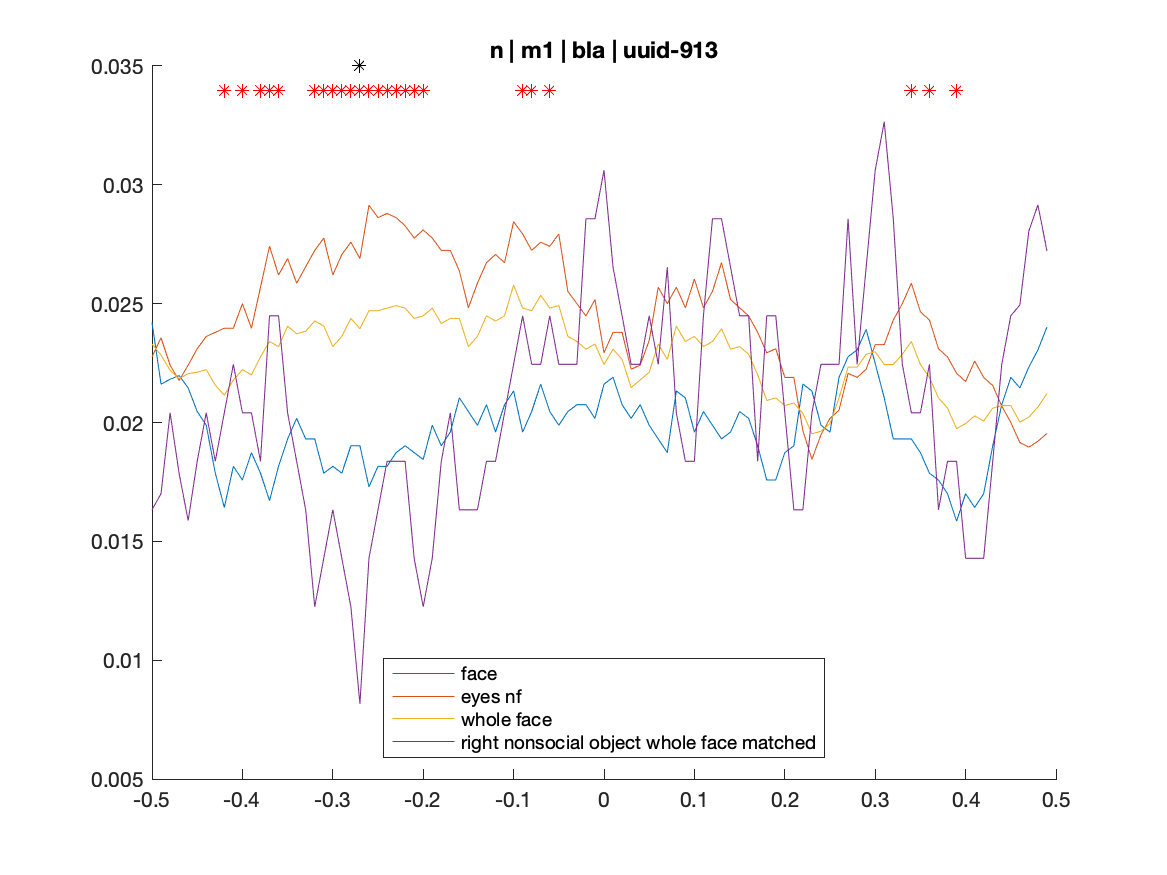 n | m1 | bla | uuid-913
0.035
0.03
0.025
0.02
0.015
0.01
0.005
face
eyes nf
whole face
right nonsocial object whole face matched
-0.5 -0.4 -0.3 -0.2 -0.1 0 0.1 0.2 0.3 0.4 0.5